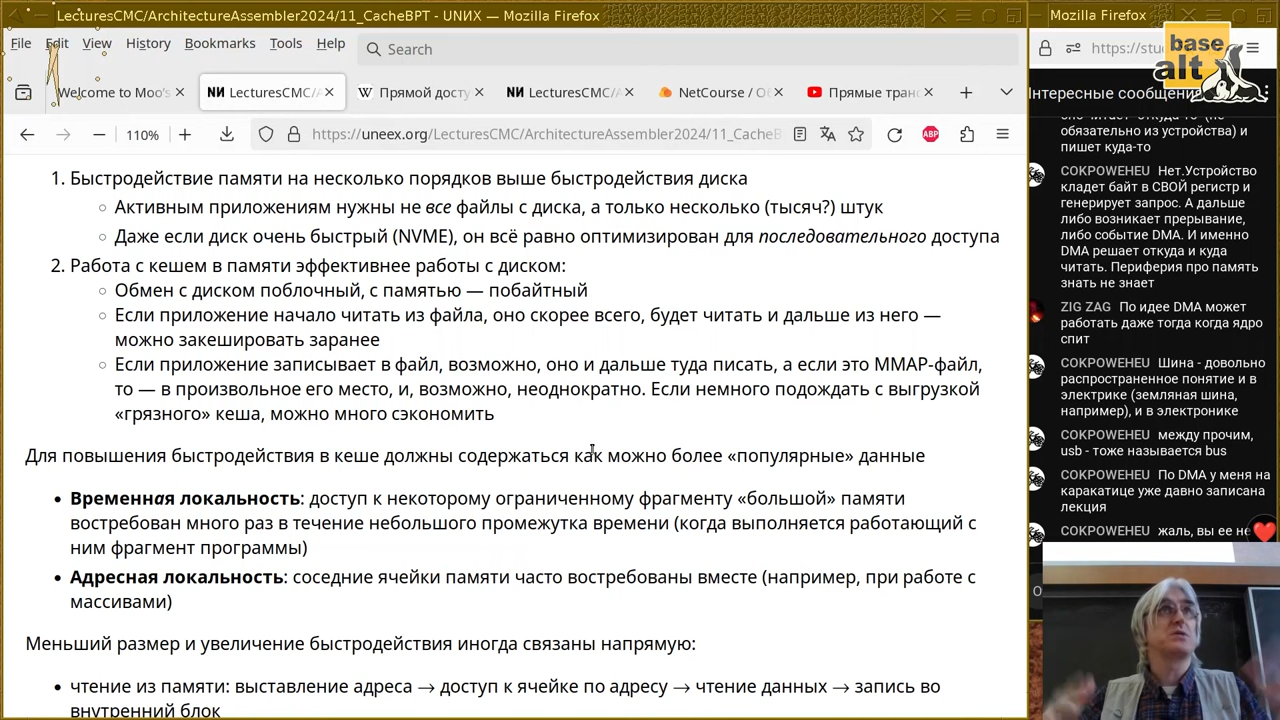 LecturesCMC/ArchitectureAssembler2024/11_CacheBPT - UNИX — Mozilla Firefox
File Edit View History Bookmarks Tools Help
Search
Welcome to Moo's
LecturesCMC/A
Прямой досту
LecturesCMC/A
NetCourse / Об
Прямые транс
110%
https://uneex.org/LecturesCMC/ArchitectureAssembler2024/11_CacheB
ABP
1. Быстродействие памяти на несколько порядков выше быстродействия диска
Активным приложениям нужны не все файлы с диска, а только несколько (тысяч?) штук
Даже если диск очень быстрый (NVME), он всё равно оптимизирован для последовательного доступа
2. Работа с кешем в памяти эффективнее работы с диском:
Обмен с диском поблочный, с памятью — побайтный
Если приложение начало читать из файла, оно скорее всего, будет читать и дальше из него —
можно закешировать заранее
Если приложение записывает в файл, возможно, оно и дальше туда писать, а если это MMAP-файл,
то — в произвольное его место, и, возможно, неоднократно. Если немного подождать с выгрузкой
«грязного» кеша, можно много сэкономить
Для повышения быстродействия в кеше должны содержаться как можно более «популярные» данные
Временная локальность: доступ к некоторому ограниченному фрагменту «большой» памяти
востребован много раз в течение небольшого промежутка времени (когда выполняется работающий с
ним фрагмент программы)
Адресная локальность: соседние ячейки памяти часто востребованы вместе (например, при работе с
массивами)
Меньший размер и увеличение быстродействия иногда связаны напрямую:
чтение из памяти: выставление адреса → доступ к ячейке по адресу → чтение данных → запись во
внутренний блок
Mozilla Firefox
https://stu
base
alt
Интересные сообщения
обязательно из устройства) и
пишет куда-то
COKPOWEHEU Нет.Устройство
кладет байт в СВОЙ регистр и
генерирует запрос. А дальше
либо возникает прерывание,
либо событие DMA. И именно
DMA решает откуда и куда
читать. Периферия про память
знать не знает
ZIG ZAG По идее DMA может
работать даже тогда когда ядро
спит
COKPOWEHEU Шина - довольно
распространенное понятие и в
электрике (земляная шина,
например), и в электронике
COKPOWEHEU между прочим,
usb - тоже называется bus
COKPOWEHEU По DMA у меня на
каракатице уже давно записана
лекция
COKPOWEHEU жаль, вы ее не